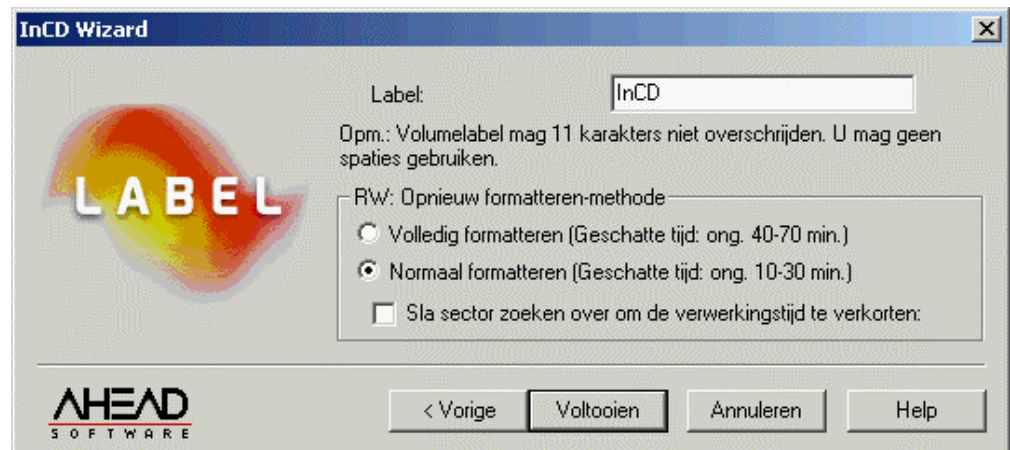 InCD Wizard
LABEL
Label:
InCD
Opm.: Volumelabel mag 11 karakters niet overschrijden. U mag geen
spaties gebruiken.
RW: Opnieuw formatteren-methode
Volledig formatteren (Geschatte tijd: ong. 40-70 min.)
Normaal formatteren (Geschatte tijd: ong. 10-30 min.)
Sla sector zoeken over om de verwerkingstijd te verkorten:
AHEAD
SOFTWARE
< Vorige
Voltooien
Annuleren
Help